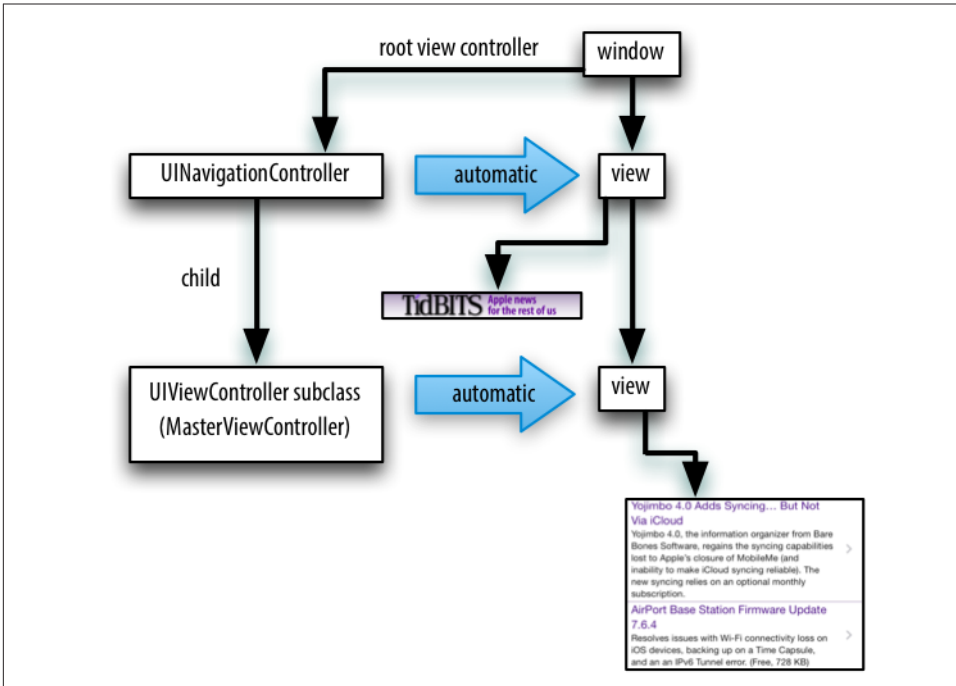 root view controller
window
UINavigationController
automatic
view
child
TidBITS
Apple news
for the rest of us
UIViewController subclass
(MasterViewController)
automatic
view
Yojimbo 4.0 Adds Syncing… But Not
Via iCloud
Yojimbo 4.0, the information organizer from Bare
Bones Software, regains the syncing capabilities
lost to Apple's closure of MobileMe (and
inability to make iCloud syncing reliable). The
new syncing relies on an optional monthly
subscription.
AirPort Base Station Firmware Update
7.6.4
Resolves issues with Wi-Fi connectivity loss on
iOS devices, backing up on a Time Capsule,
and an an IPv6 Tunnel error. (Free, 728 KB)